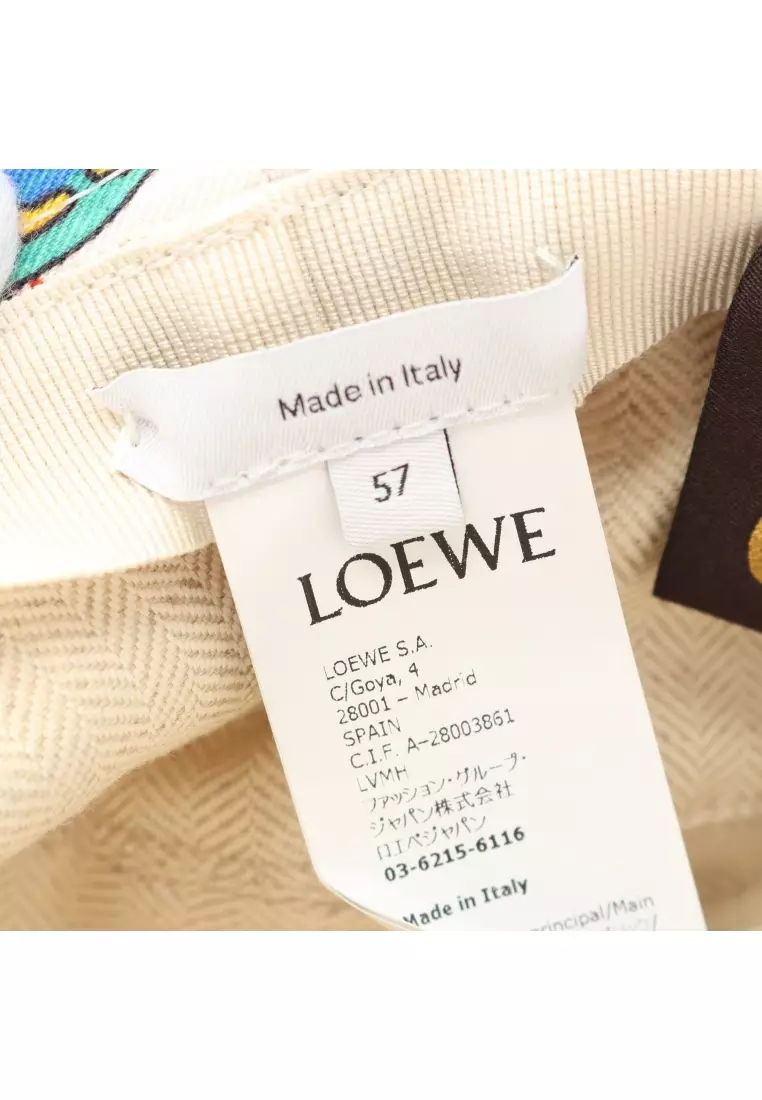 Made in Italy
57
LOEWE
LOEWE S.A.
C/Goya, 4
28001 – Madrid
SPAIN
C.I.F. A-28003861
LVMH
ファッション・グループ・
ジャパン株式会社
ロエベジャパン
03-6215-6116
Made in Italy
principal/Main